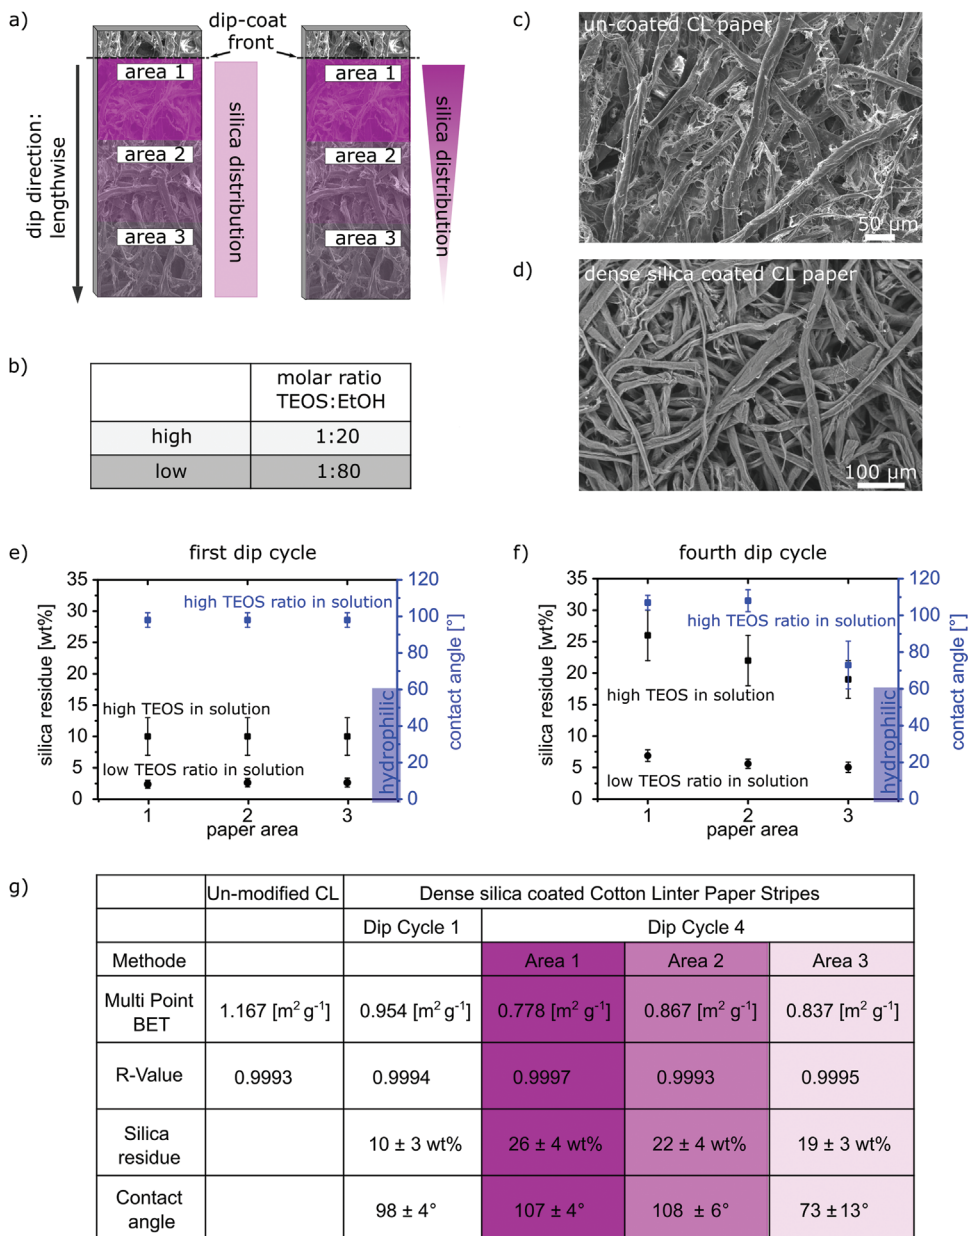 a)
dip-coat
front
area 1
area 2
area 3
dip direction:
lengthwise
silica distribution
area 1
area 2
area 3
silica distribution
b)
molar ratio
TEOS:EtOH
high 1:20
low 1:80
c)
un-coated CL paper
50 µm
d)
dense silica coated CL paper
100 µm
e)
first dip cycle
35
30
25
20
15
10
5
0
silica residue [wt%]
120
100
80
60
40
20
0
contact angle [°]
high TEOS ratio in solution
high TEOS in solution
low TEOS ratio in solution
hydrophilic
1 2 3
paper area
f)
fourth dip cycle
35
30
25
20
15
10
5
0
silica residue [wt%]
120
100
80
60
40
20
0
contact angle [°]
high TEOS ratio in solution
high TEOS in solution
low TEOS ratio in solution
hydrophilic
1 2 3
paper area
g)
Un-modified CL Dense silica coated Cotton Linter Paper Stripes
Dip Cycle 1 Dip Cycle 4
Methode Area 1 Area 2 Area 3
Multi Point
BET
1.167 [m² g⁻¹] 0.954 [m² g⁻¹] 0.778 [m² g⁻¹] 0.867 [m² g⁻¹] 0.837 [m² g⁻¹]
R-Value 0.9993 0.9994 0.9997 0.9993 0.9995
Silica
residue
10 ± 3 wt% 26 ± 4 wt% 22 ± 4 wt% 19 ± 3 wt%
Contact
angle
98 ± 4° 107 ± 4° 108 ± 6° 73 ±13°